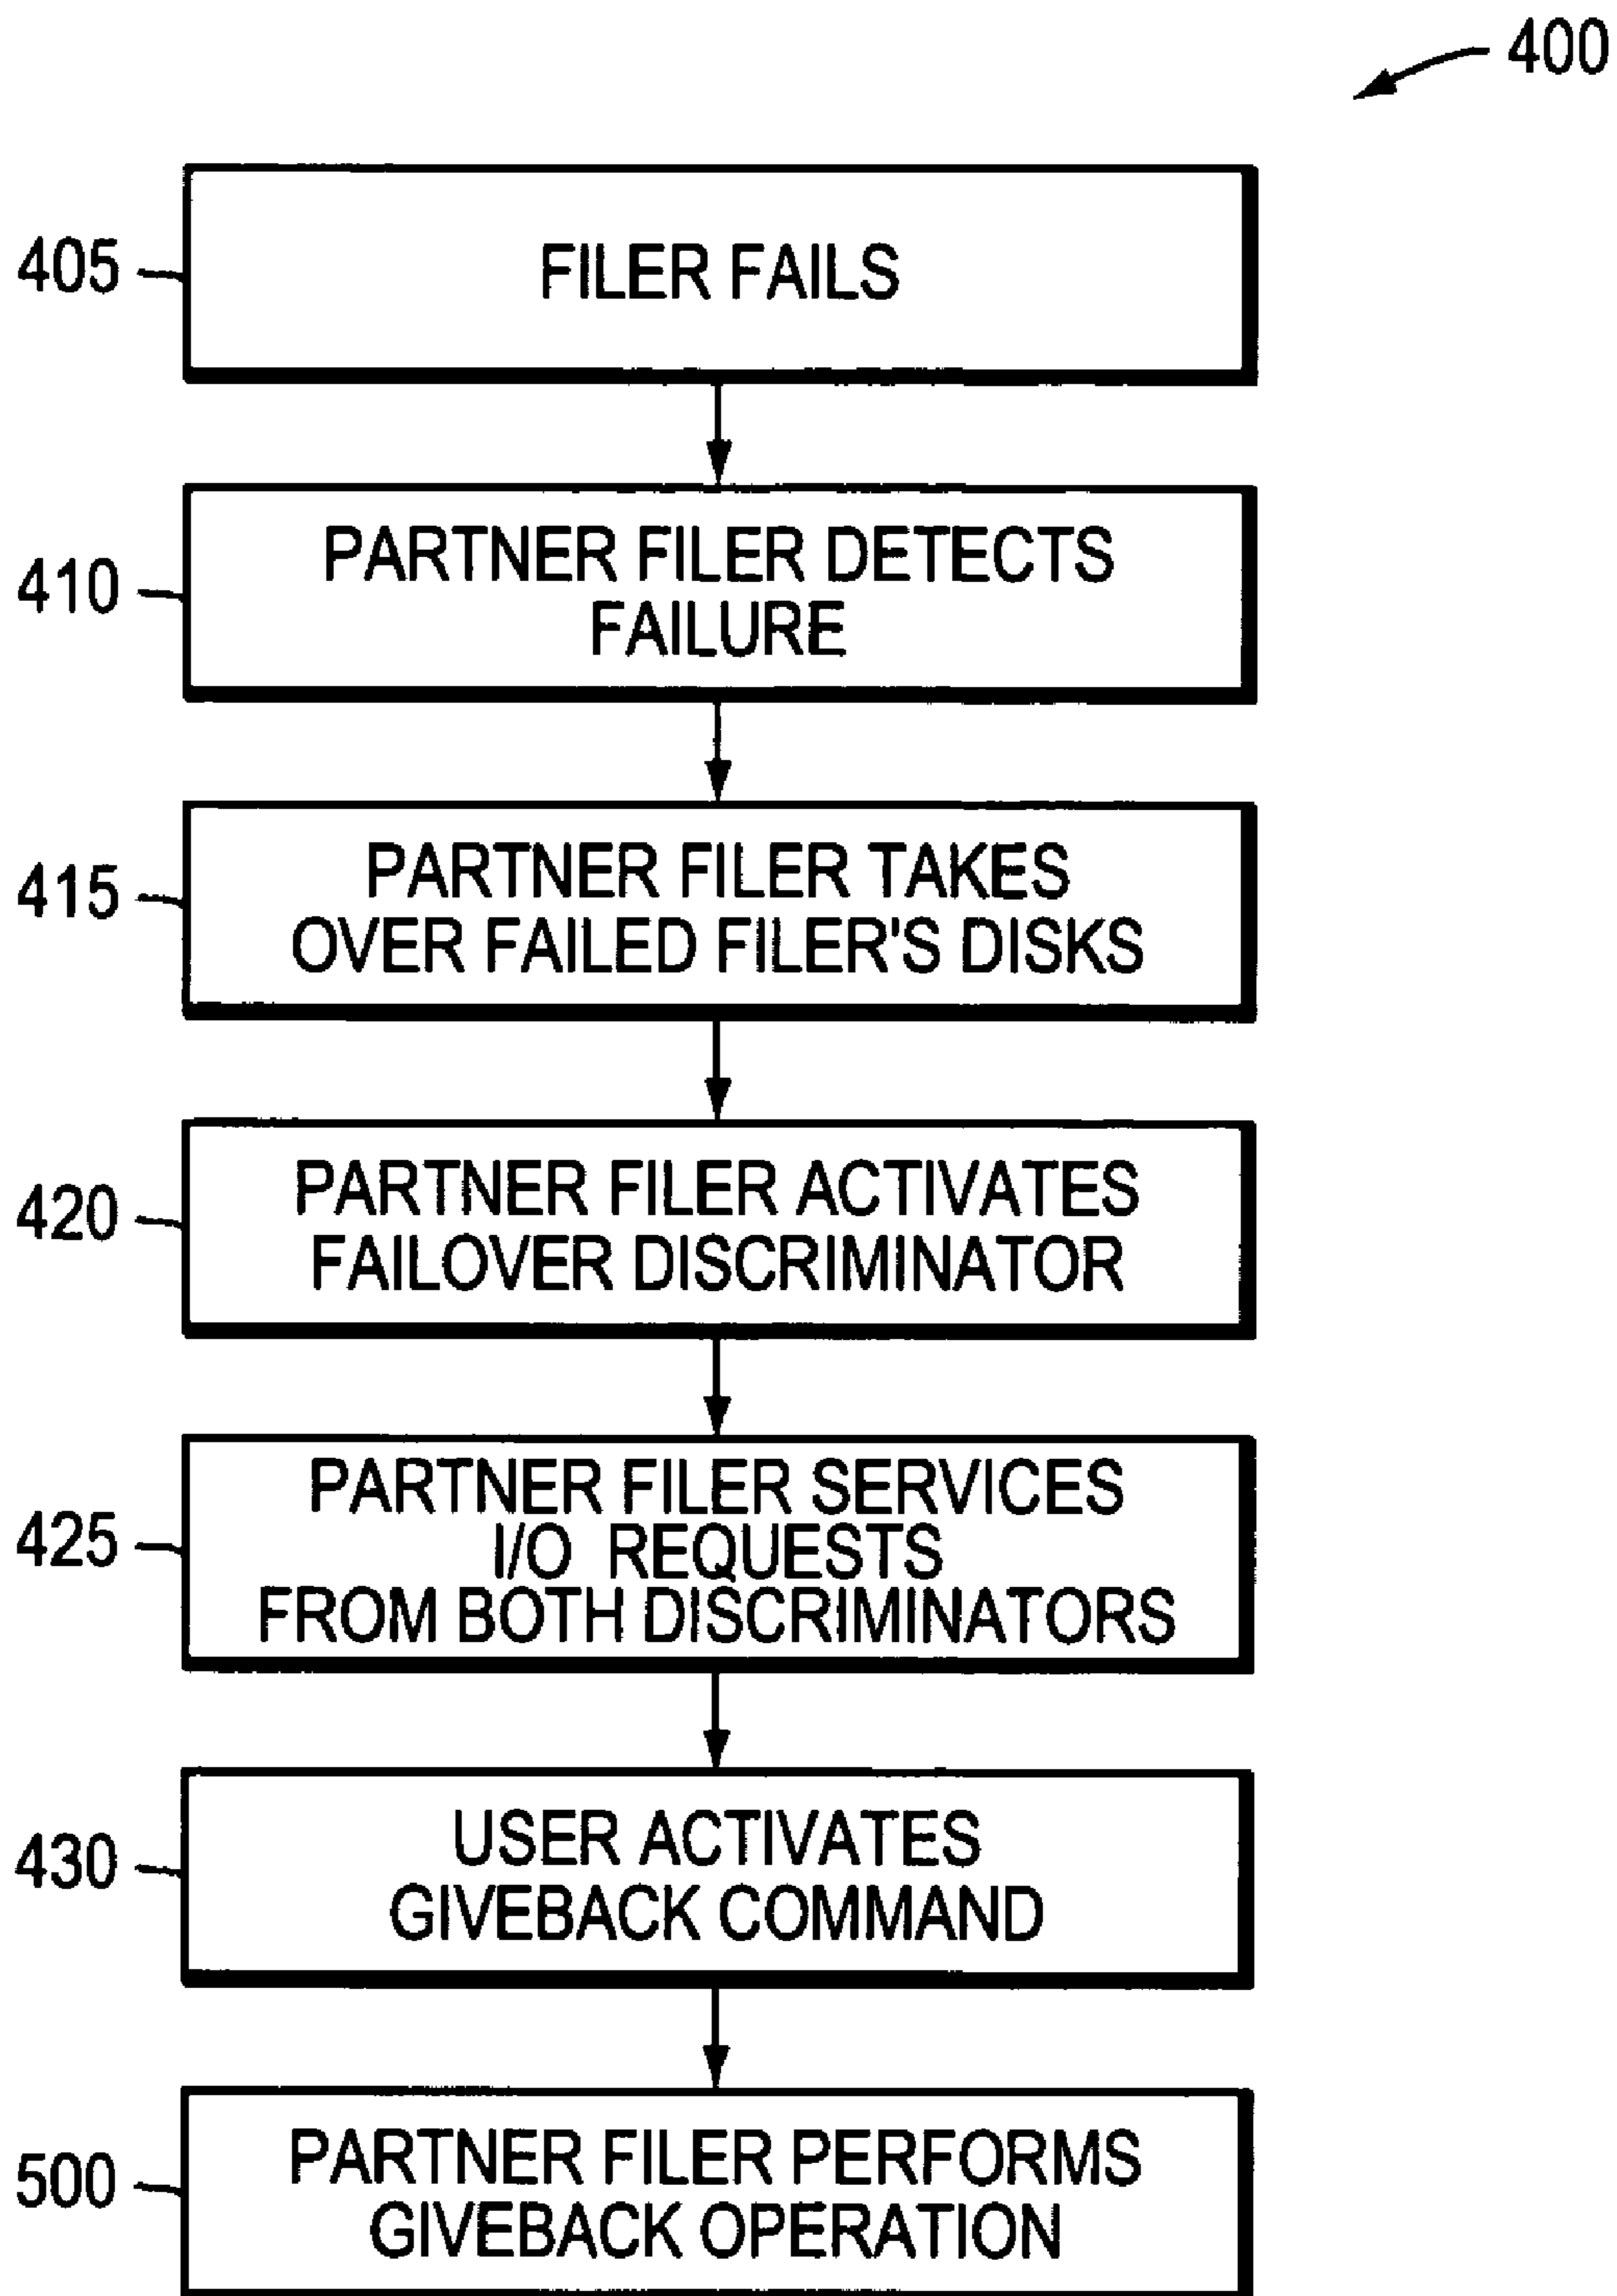 400
405
FILER FAILS
410
PARTNER FILER DETECTS
FAILURE
415
PARTNER FILER TAKES
OVER FAILED FILER'S DISKS
420
PARTNER FILER ACTIVATES
FAILOVER DISCRIMINATOR
425
PARTNER FILER SERVICES
I/O REQUESTS
FROM BOTH DISCRIMINATORS
430
USER ACTIVATES
GIVEBACK COMMAND
500
PARTNER FILER PERFORMS
GIVEBACK OPERATION